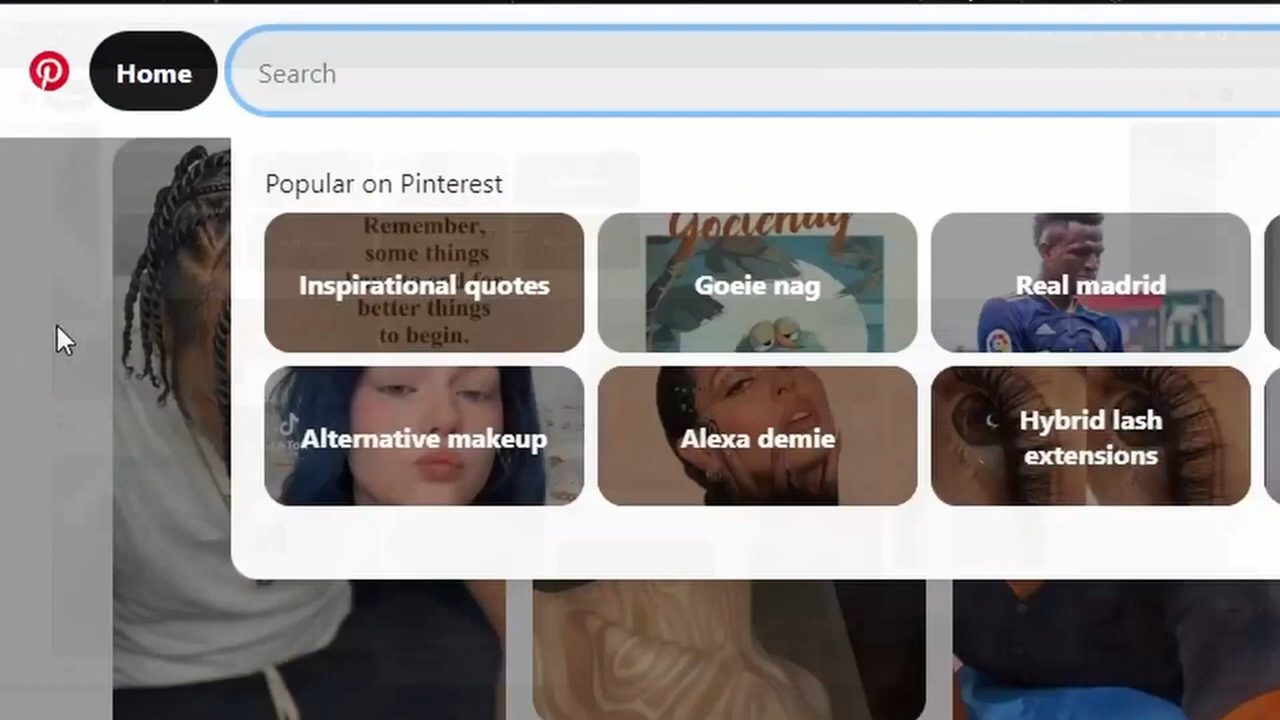 Home
Search
Popular on Pinterest
Remember,
some things
better things
to begin.
Inspirational quotes
Goeie nag
Real madrid
Alternative makeup
Alexa demie
Hybrid lash
extensions